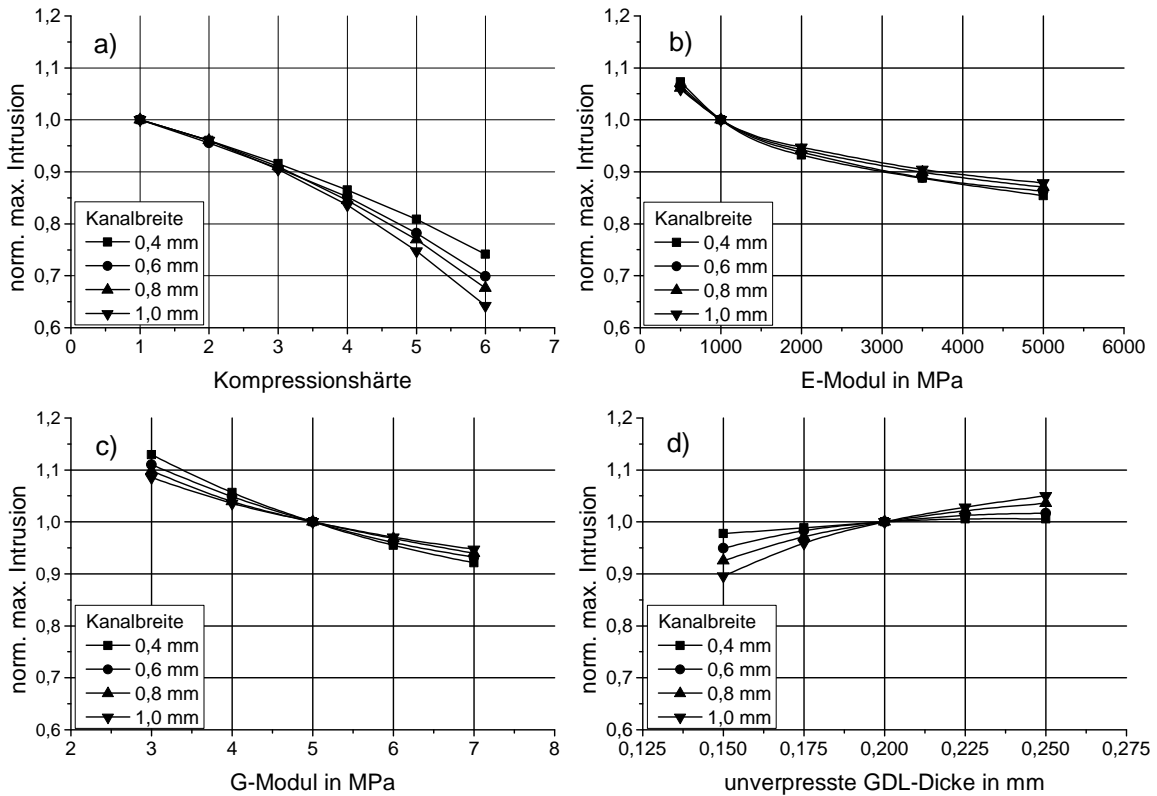 a)
norm. max. Intrusion
1,2
1,1
1,0
0,9
0,8
0,7
0,6
Kanalbreite
0,4 mm
0,6 mm
0,8 mm
1,0 mm
0 1 2 3 4 5 6 7
Kompressionshärte
b)
norm. max. Intrusion
1,2
1,1
1,0
0,9
0,8
0,7
0,6
Kanalbreite
0,4 mm
0,6 mm
0,8 mm
1,0 mm
0 1000 2000 3000 4000 5000 6000
E-Modul in MPa
c)
norm. max. Intrusion
1,2
1,1
1,0
0,9
0,8
0,7
0,6
Kanalbreite
0,4 mm
0,6 mm
0,8 mm
1,0 mm
2 3 4 5 6 7 8
G-Modul in MPa
d)
norm. max. Intrusion
1,2
1,1
1,0
0,9
0,8
0,7
0,6
Kanalbreite
0,4 mm
0,6 mm
0,8 mm
1,0 mm
0,125 0,150 0,175 0,200 0,225 0,250 0,275
unverpresste GDL-Dicke in mm